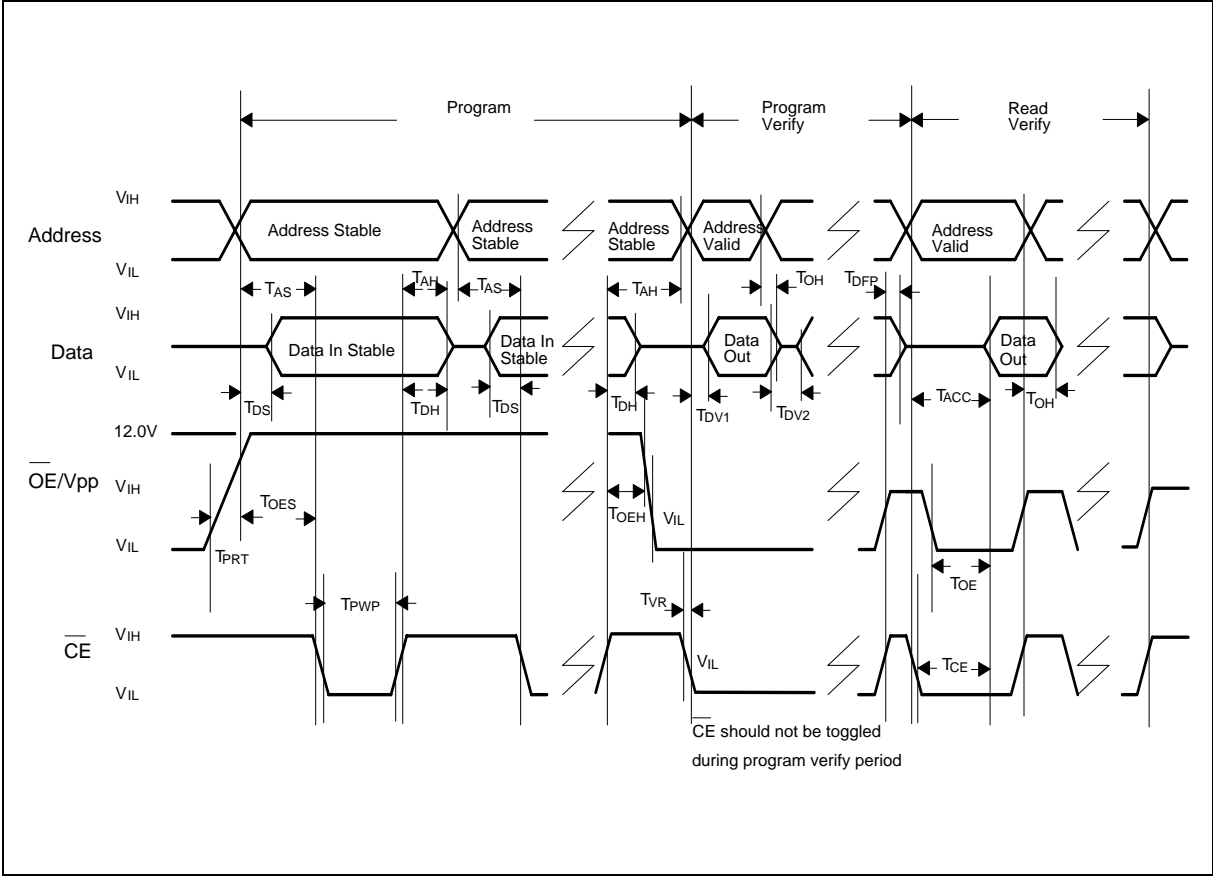 Program
Program
Verify
Read
Verify
VIH
Address
Address Stable
Address
Stable
Address
Stable
Address
Valid
Address
Valid
VIL
TAS
TAH
TAS
TAH
TOH
TDFP
VIH
Data
Data In Stable
Data In
Stable
Data
Out
Data
Out
VIL
TDS
TDH
TDS
TDH
TDV1
TDV2
TACC
TOH
12.0V
OE/Vpp
VIH
TOES
TOEH
VIL
VIL
TPRT
TOE
TPWP
TVR
VIH
CE
VIL
TCE
VIL
CE should not be toggled
during program verify period